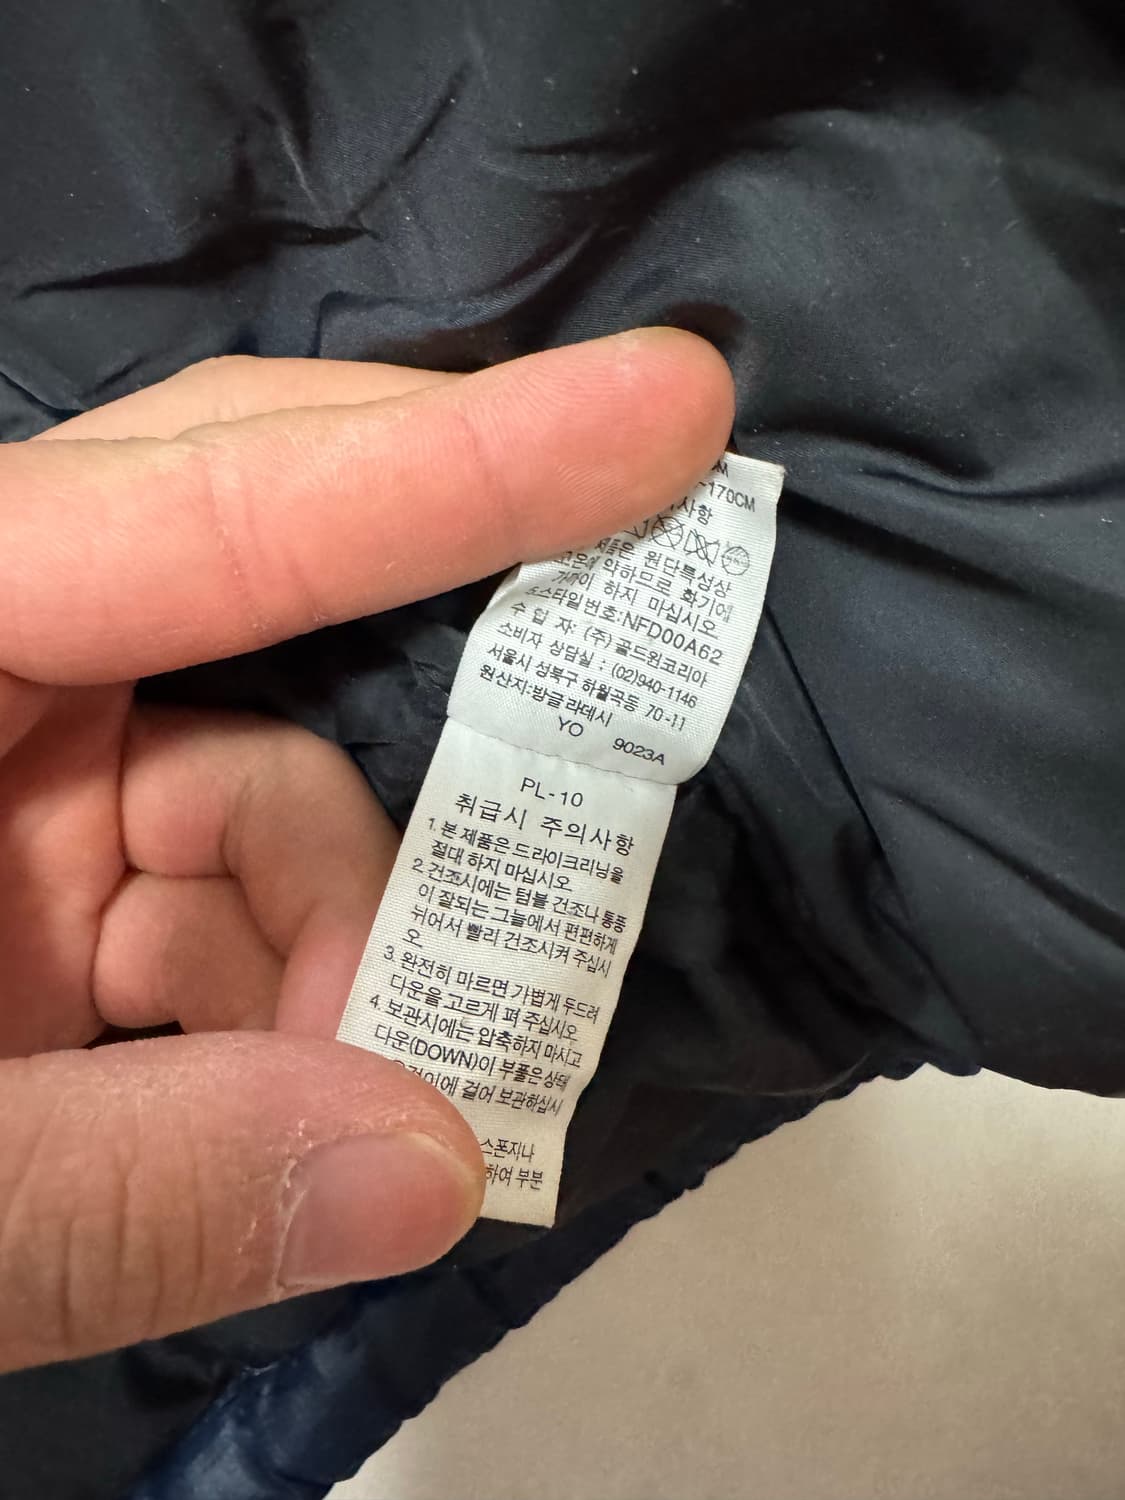 -170CM
사항
원단특성상
약하므로 화기에
하지 마십시오
스타일번호:NFD00A62
수 입 자: (주)골드윈코리아
소비자 상담실 : (02)940-1146
서울시 성북구 하월곡동 70-11
원산지:방글라데시
YO 9023A
PL-10
취급시 주의사항
1. 본 제품은 드라이크리닝을
절대 하지 마십시오
2 건조시에는 텀블 건조나 통풍
이 잘되는 그늘에서 편편하게
뉘어서 빨리 건조시켜 주십시
오.
3. 완전히 마르면 가볍게 두드려
다운을 고르게 펴 주십시오
4. 보관시에는 압축하지 마시고
다운(DOWN)이 부풀은 상태
걸어 보관하십시
스폰지나
하여 부분